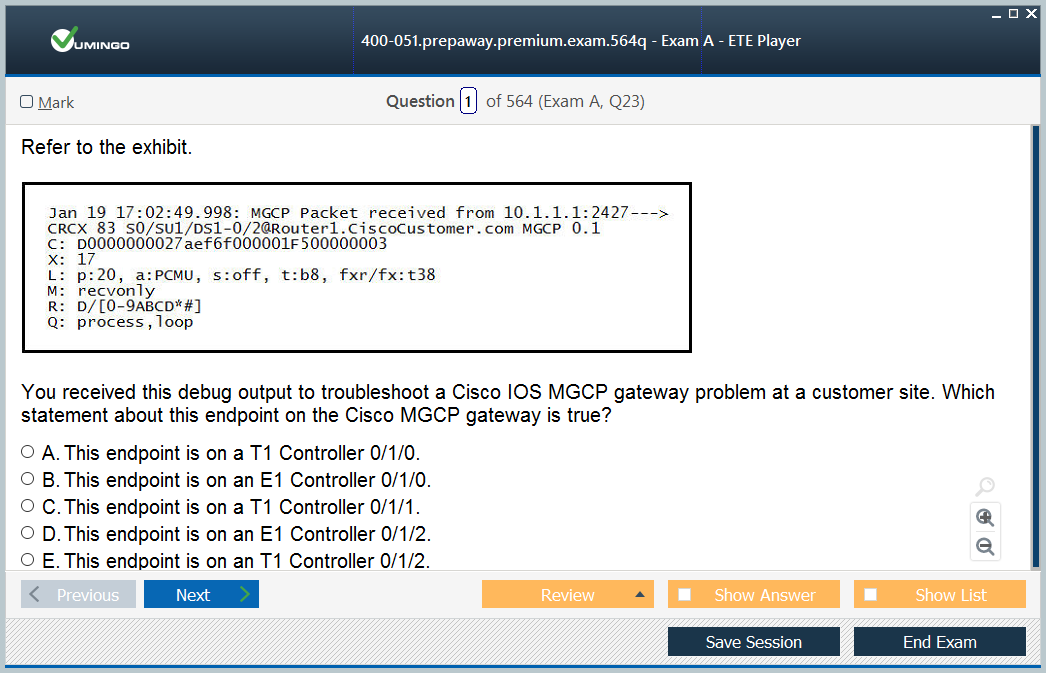 VUMINGO
400-051.prepaway.premium.exam.564q - Exam A - ETE Player
Mark
Question 1 of 564 (Exam A, Q23)
Refer to the exhibit.
Jan 19 17:02:49.998: MGCP Packet received from 10.1.1.1:2427--->
CRCX 83 S0/SU1/DS1-0/2@Router1.CiscoCustomer.com MGCP 0.1
C: D0000000027aef6f000001F500000003
X: 17
L: p:20, a:PCMU, s:off, t:b8, fxr/fx:t38
M: recvonly
R: D/[0-9ABCD*#]
Q: process,loop
You received this debug output to troubleshoot a Cisco IOS MGCP gateway problem at a customer site. Which
statement about this endpoint on the Cisco MGCP gateway is true?
A. This endpoint is on a T1 Controller 0/1/0.
B. This endpoint is on an E1 Controller 0/1/0.
C. This endpoint is on a T1 Controller 0/1/1.
D. This endpoint is on an E1 Controller 0/1/2.
E. This endpoint is on an T1 Controller 0/1/2.
Previous
Next
Review
Show Answer
Show List
Save Session
End Exam